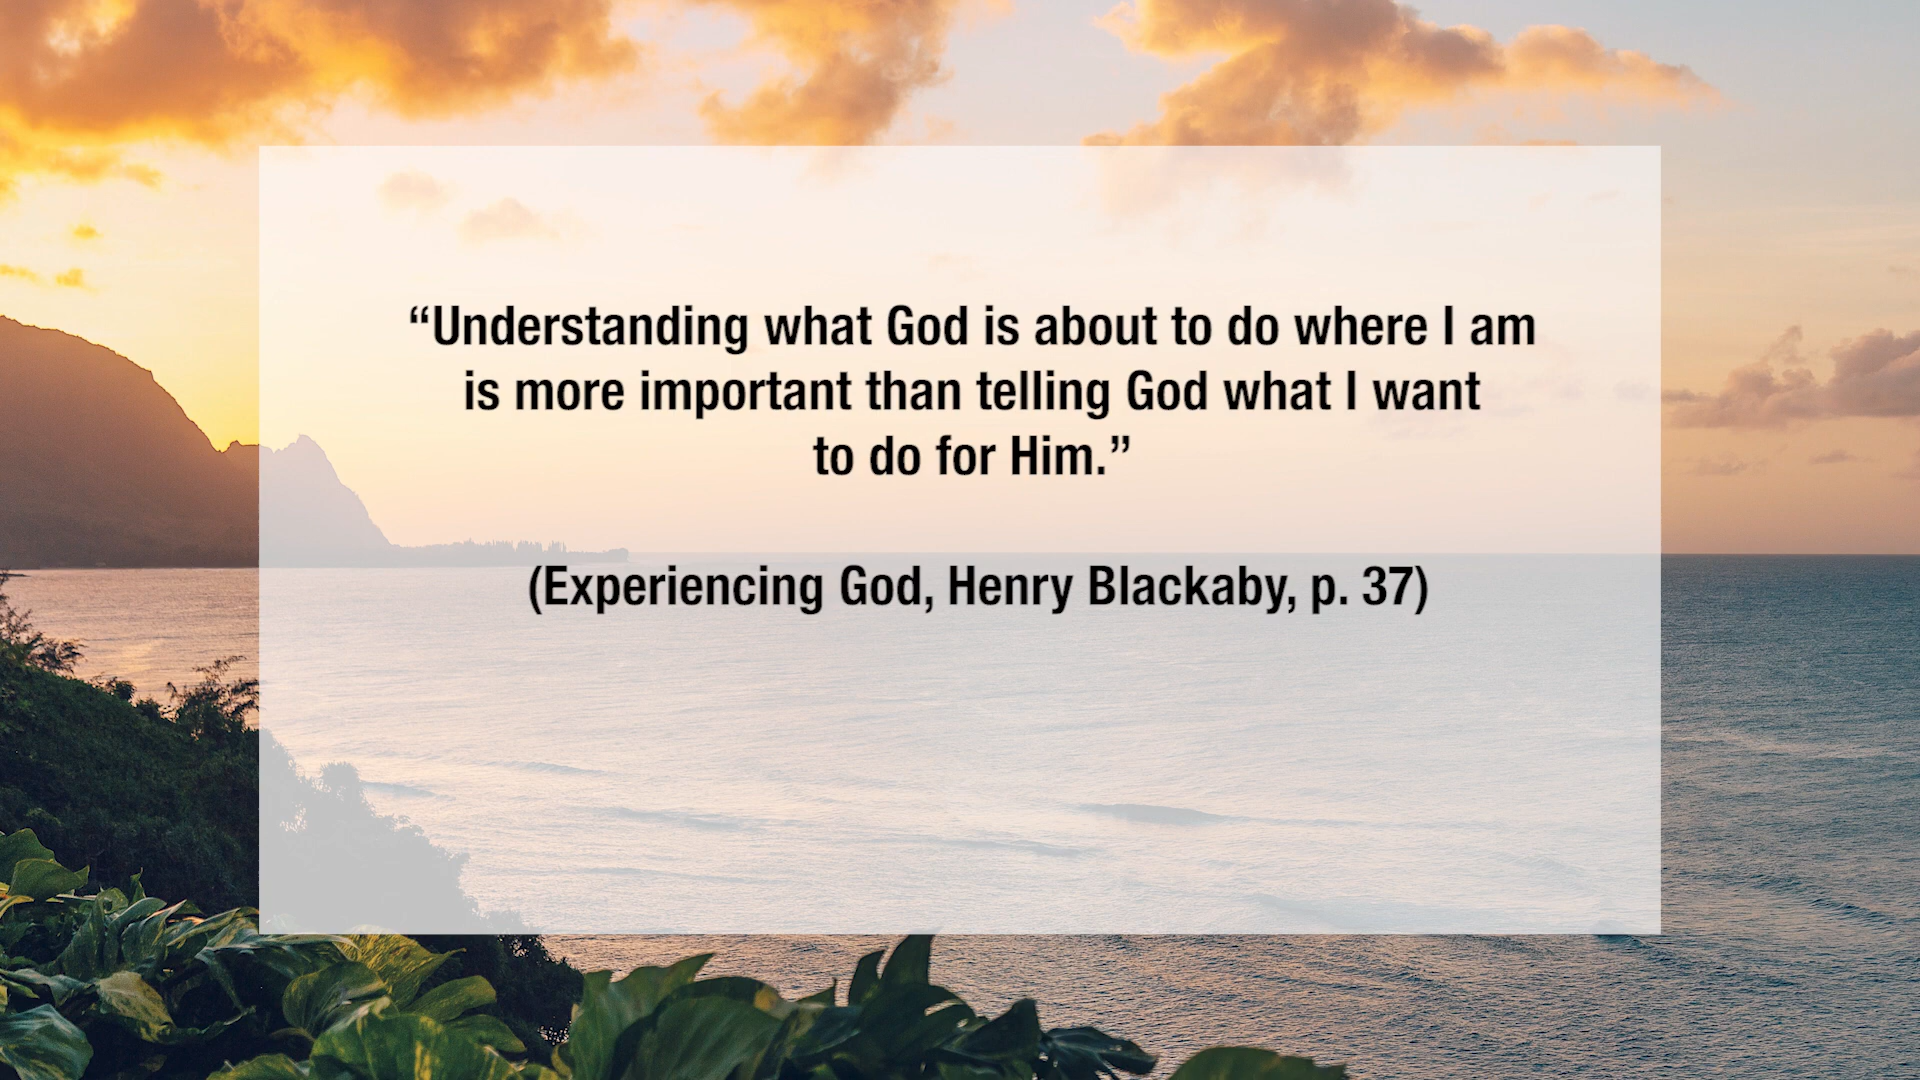 “Understanding what God is about to do where I am
is more important than telling God what I want
to do for Him.”
(Experiencing God, Henry Blackaby, p. 37)